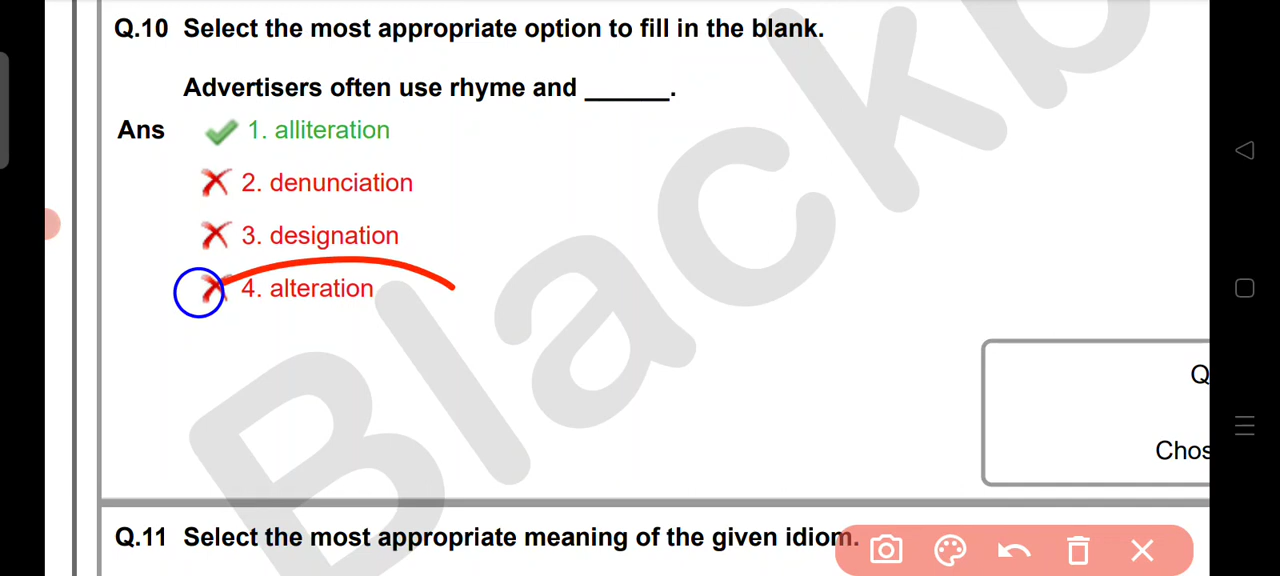 Q.10 Select the most appropriate option to fill in the blank.
Advertisers often use rhyme and ______.
Ans 1. alliteration
2. denunciation
3. designation
4. alteration
Blackb
Q
Chos
Q.11 Select the most appropriate meaning of the given idiom.